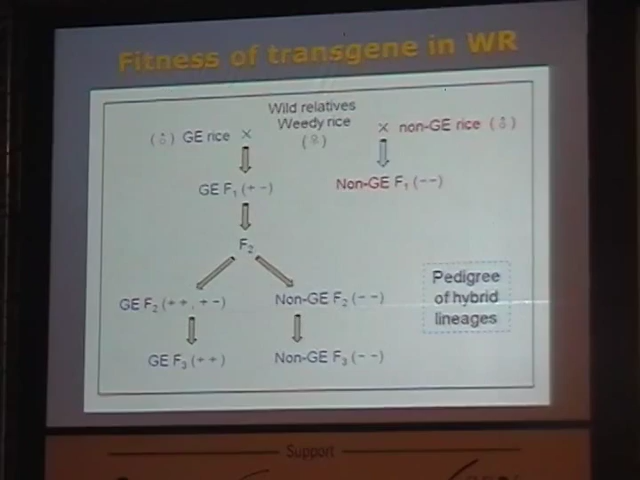 Fitness of transgene in WR
Wild relatives
Weedy rice
(♂) GE rice × (♀) × non-GE rice (♂)
GE F₁ (+ -) Non-GE F₁ (- -)
F₂
GE F₂ (+ +, + -) Non-GE F₂ (- -)
GE F₃ (+ +) Non-GE F₃ (- -)
Pedigree
of hybrid
lineages
Support